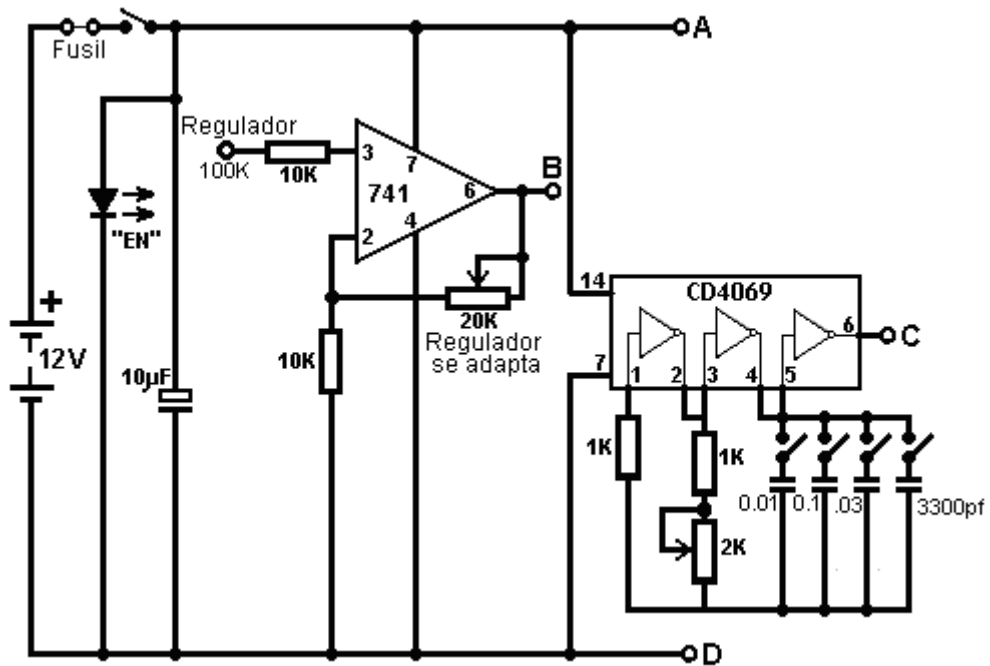 A
Fusil
Regulador
100K
10K
3
7
741
6
B
4
2
"EN"
+
12V
10µF
10K
20K
Regulador
se adapta
14
CD4069
6
C
7
1
2
3
4
5
1K
1K
2K
0.01
0.1
.03
3300pf
D